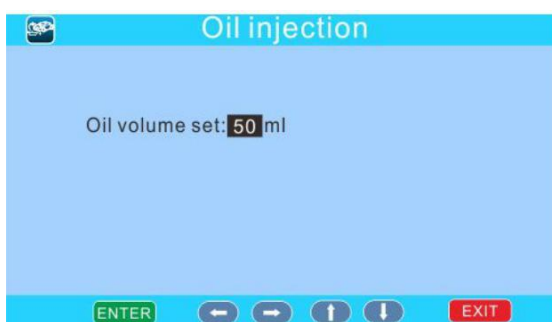 Oil injection
Oil volume set: 50 ml
ENTER ← → ↑ ↓ EXIT